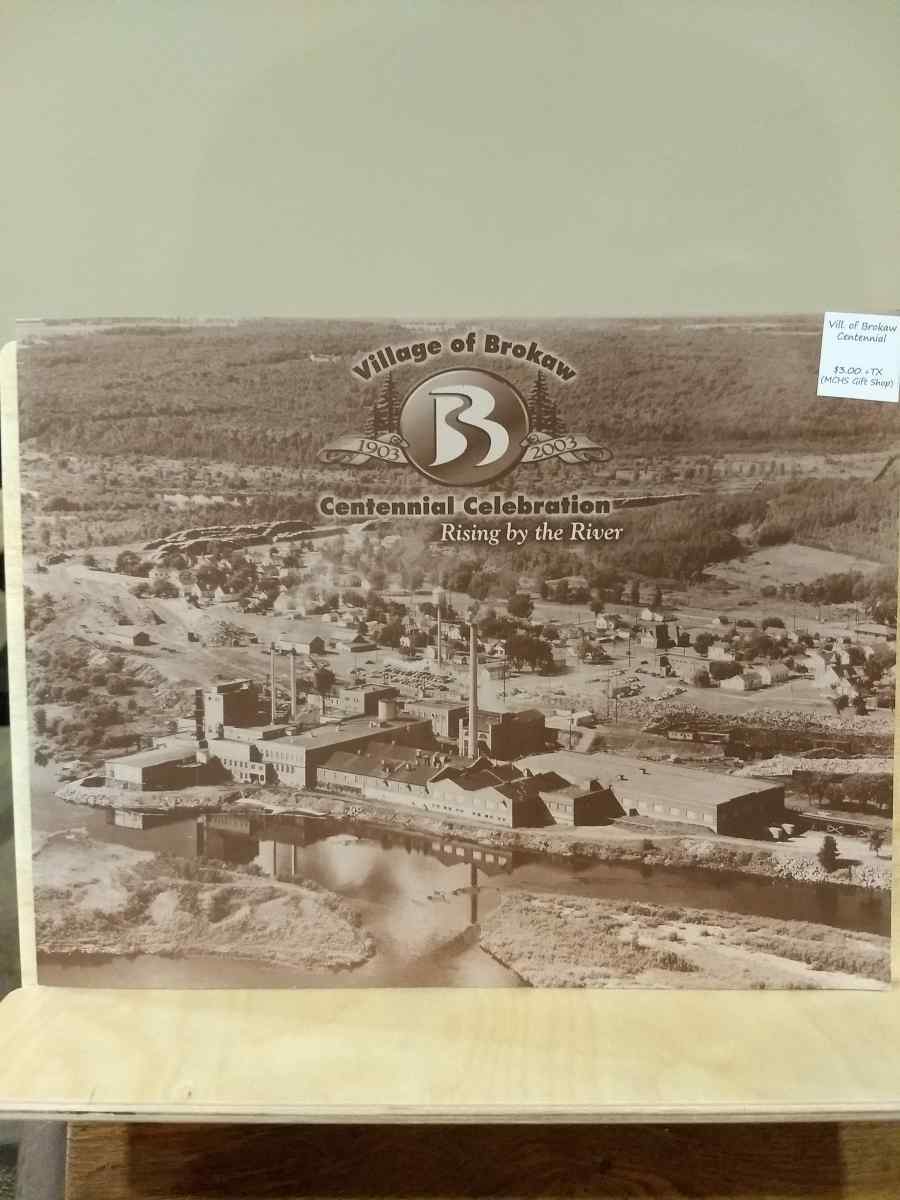 Village of Brokaw
B
1903 2003
Centennial Celebration
Rising by the River
Vill. of Brokaw
Centennial
$3.00 +TX
(MCHS Gift Shop)